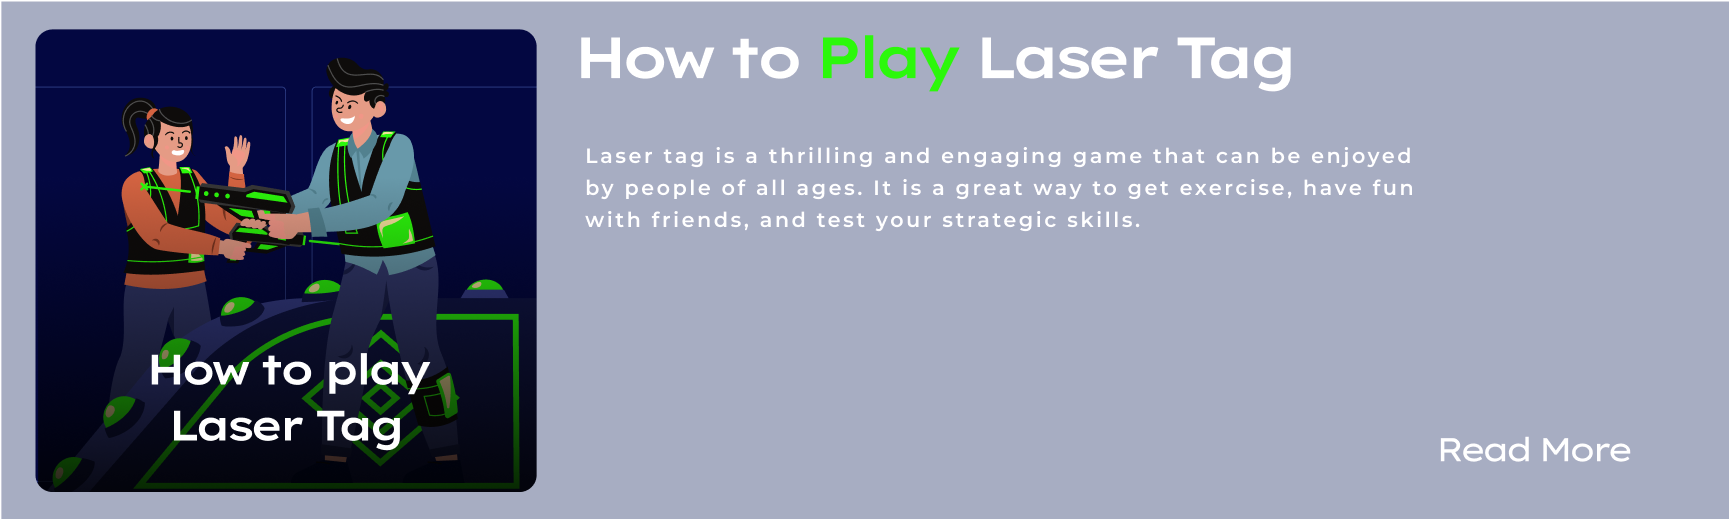 How to play
Laser Tag
How to Play Laser Tag
Laser tag is a thrilling and engaging game that can be enjoyed
by people of all ages. It is a great way to get exercise, have fun
with friends, and test your strategic skills.
Read More